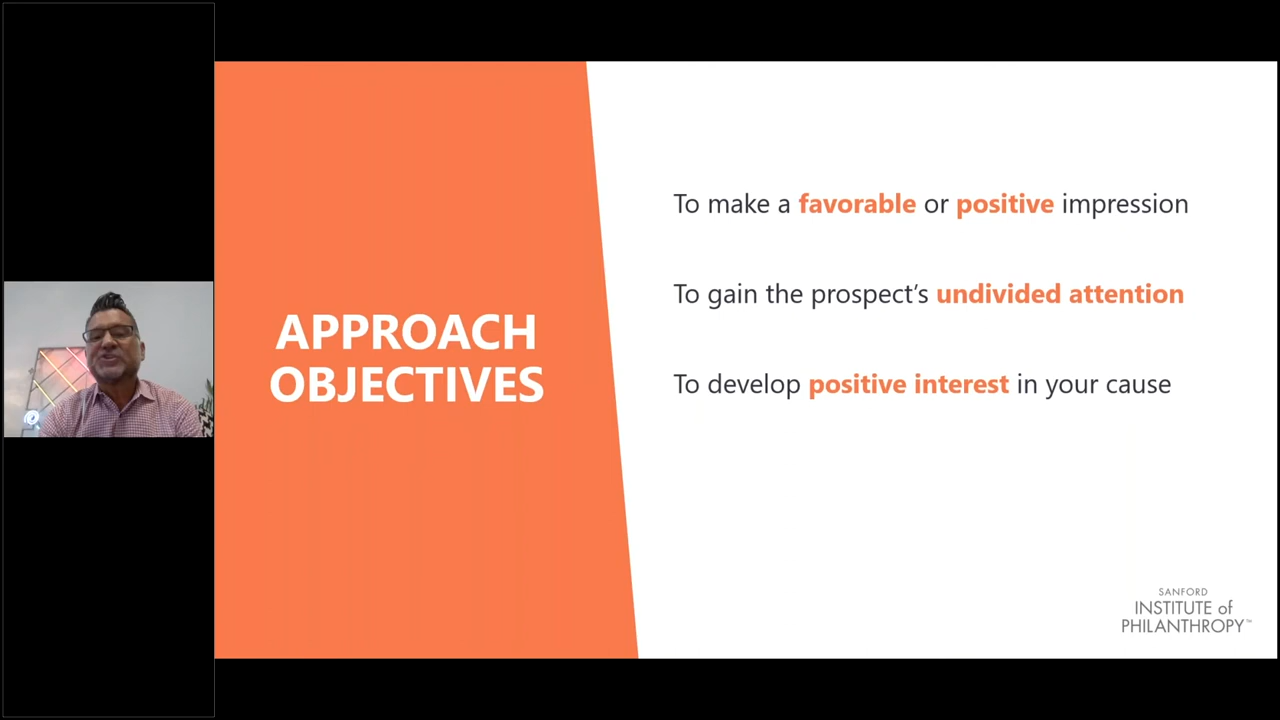 APPROACH
OBJECTIVES
To make a favorable or positive impression
To gain the prospect’s undivided attention
To develop positive interest in your cause
SANFORD
INSTITUTE of
PHILANTHROPY™